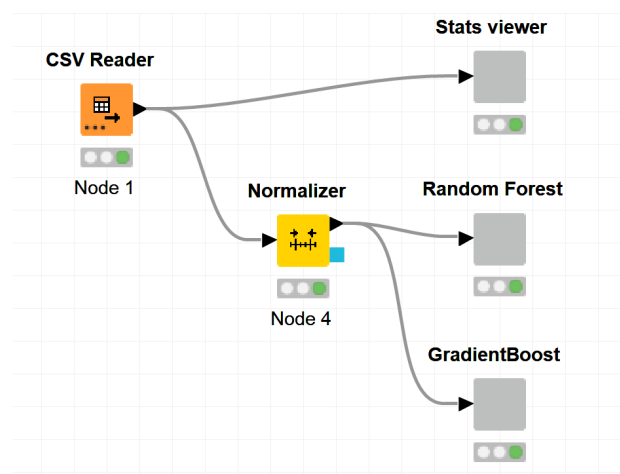 Stats viewer
CSV Reader
Node 1
Normalizer
Random Forest
Node 4
GradientBoost